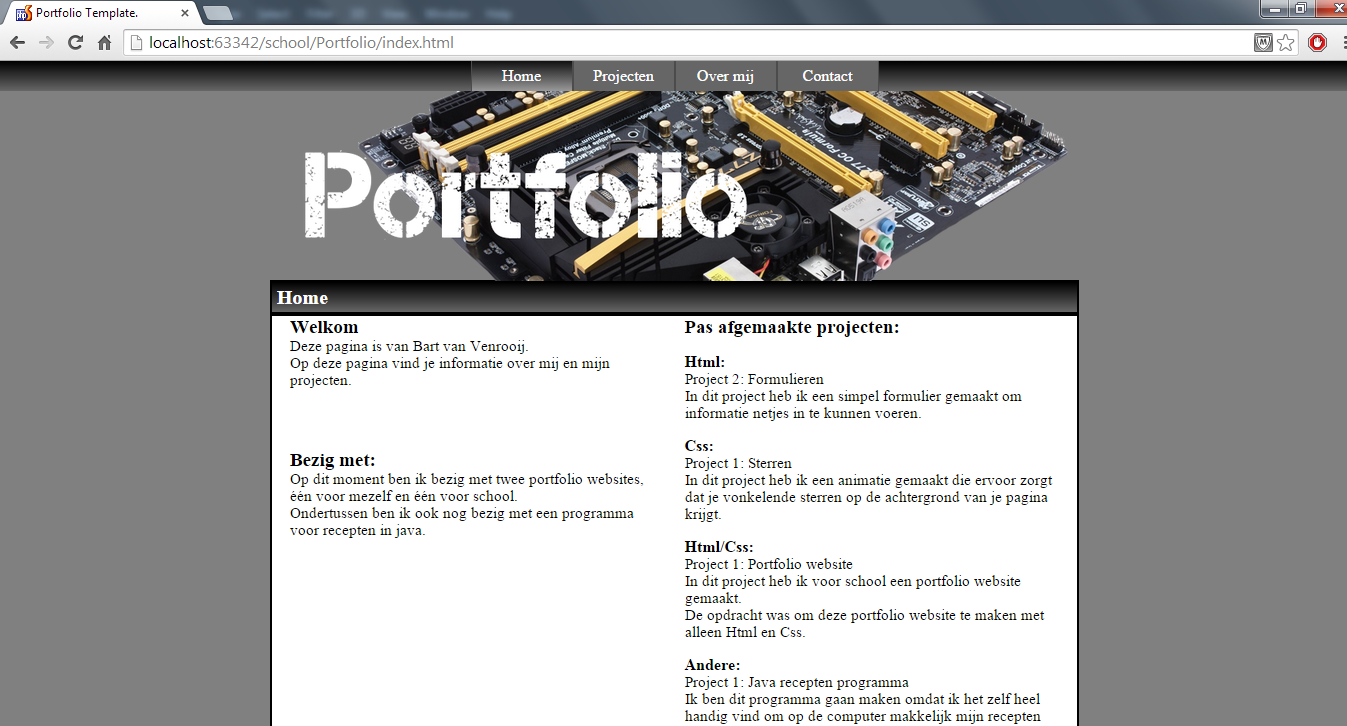 Portfolio Template.
localhost:63342/school/Portfolio/index.html
Home Projecten Over mij Contact
Portfolio
Home
Welkom
Deze pagina is van Bart van Venrooij.
Op deze pagina vind je informatie over mij en mijn
projecten.
Bezig met:
Op dit moment ben ik bezig met twee portfolio websites,
één voor mezelf en één voor school.
Ondertussen ben ik ook nog bezig met een programma
voor recepten in java.
Pas afgemaakte projecten:
Html:
Project 2: Formulieren
In dit project heb ik een simpel formulier gemaakt om
informatie netjes in te kunnen voeren.
Css:
Project 1: Sterren
In dit project heb ik een animatie gemaakt die ervoor zorgt
dat je vonkelende sterren op de achtergrond van je pagina
krijgt.
Html/Css:
Project 1: Portfolio website
In dit project heb ik voor school een portfolio website
gemaakt.
De opdracht was om deze portfolio website te maken met
alleen Html en Css.
Andere:
Project 1: Java recepten programma
Ik ben dit programma gaan maken omdat ik het zelf heel
handig vind om op de computer makkelijk mijn recepten